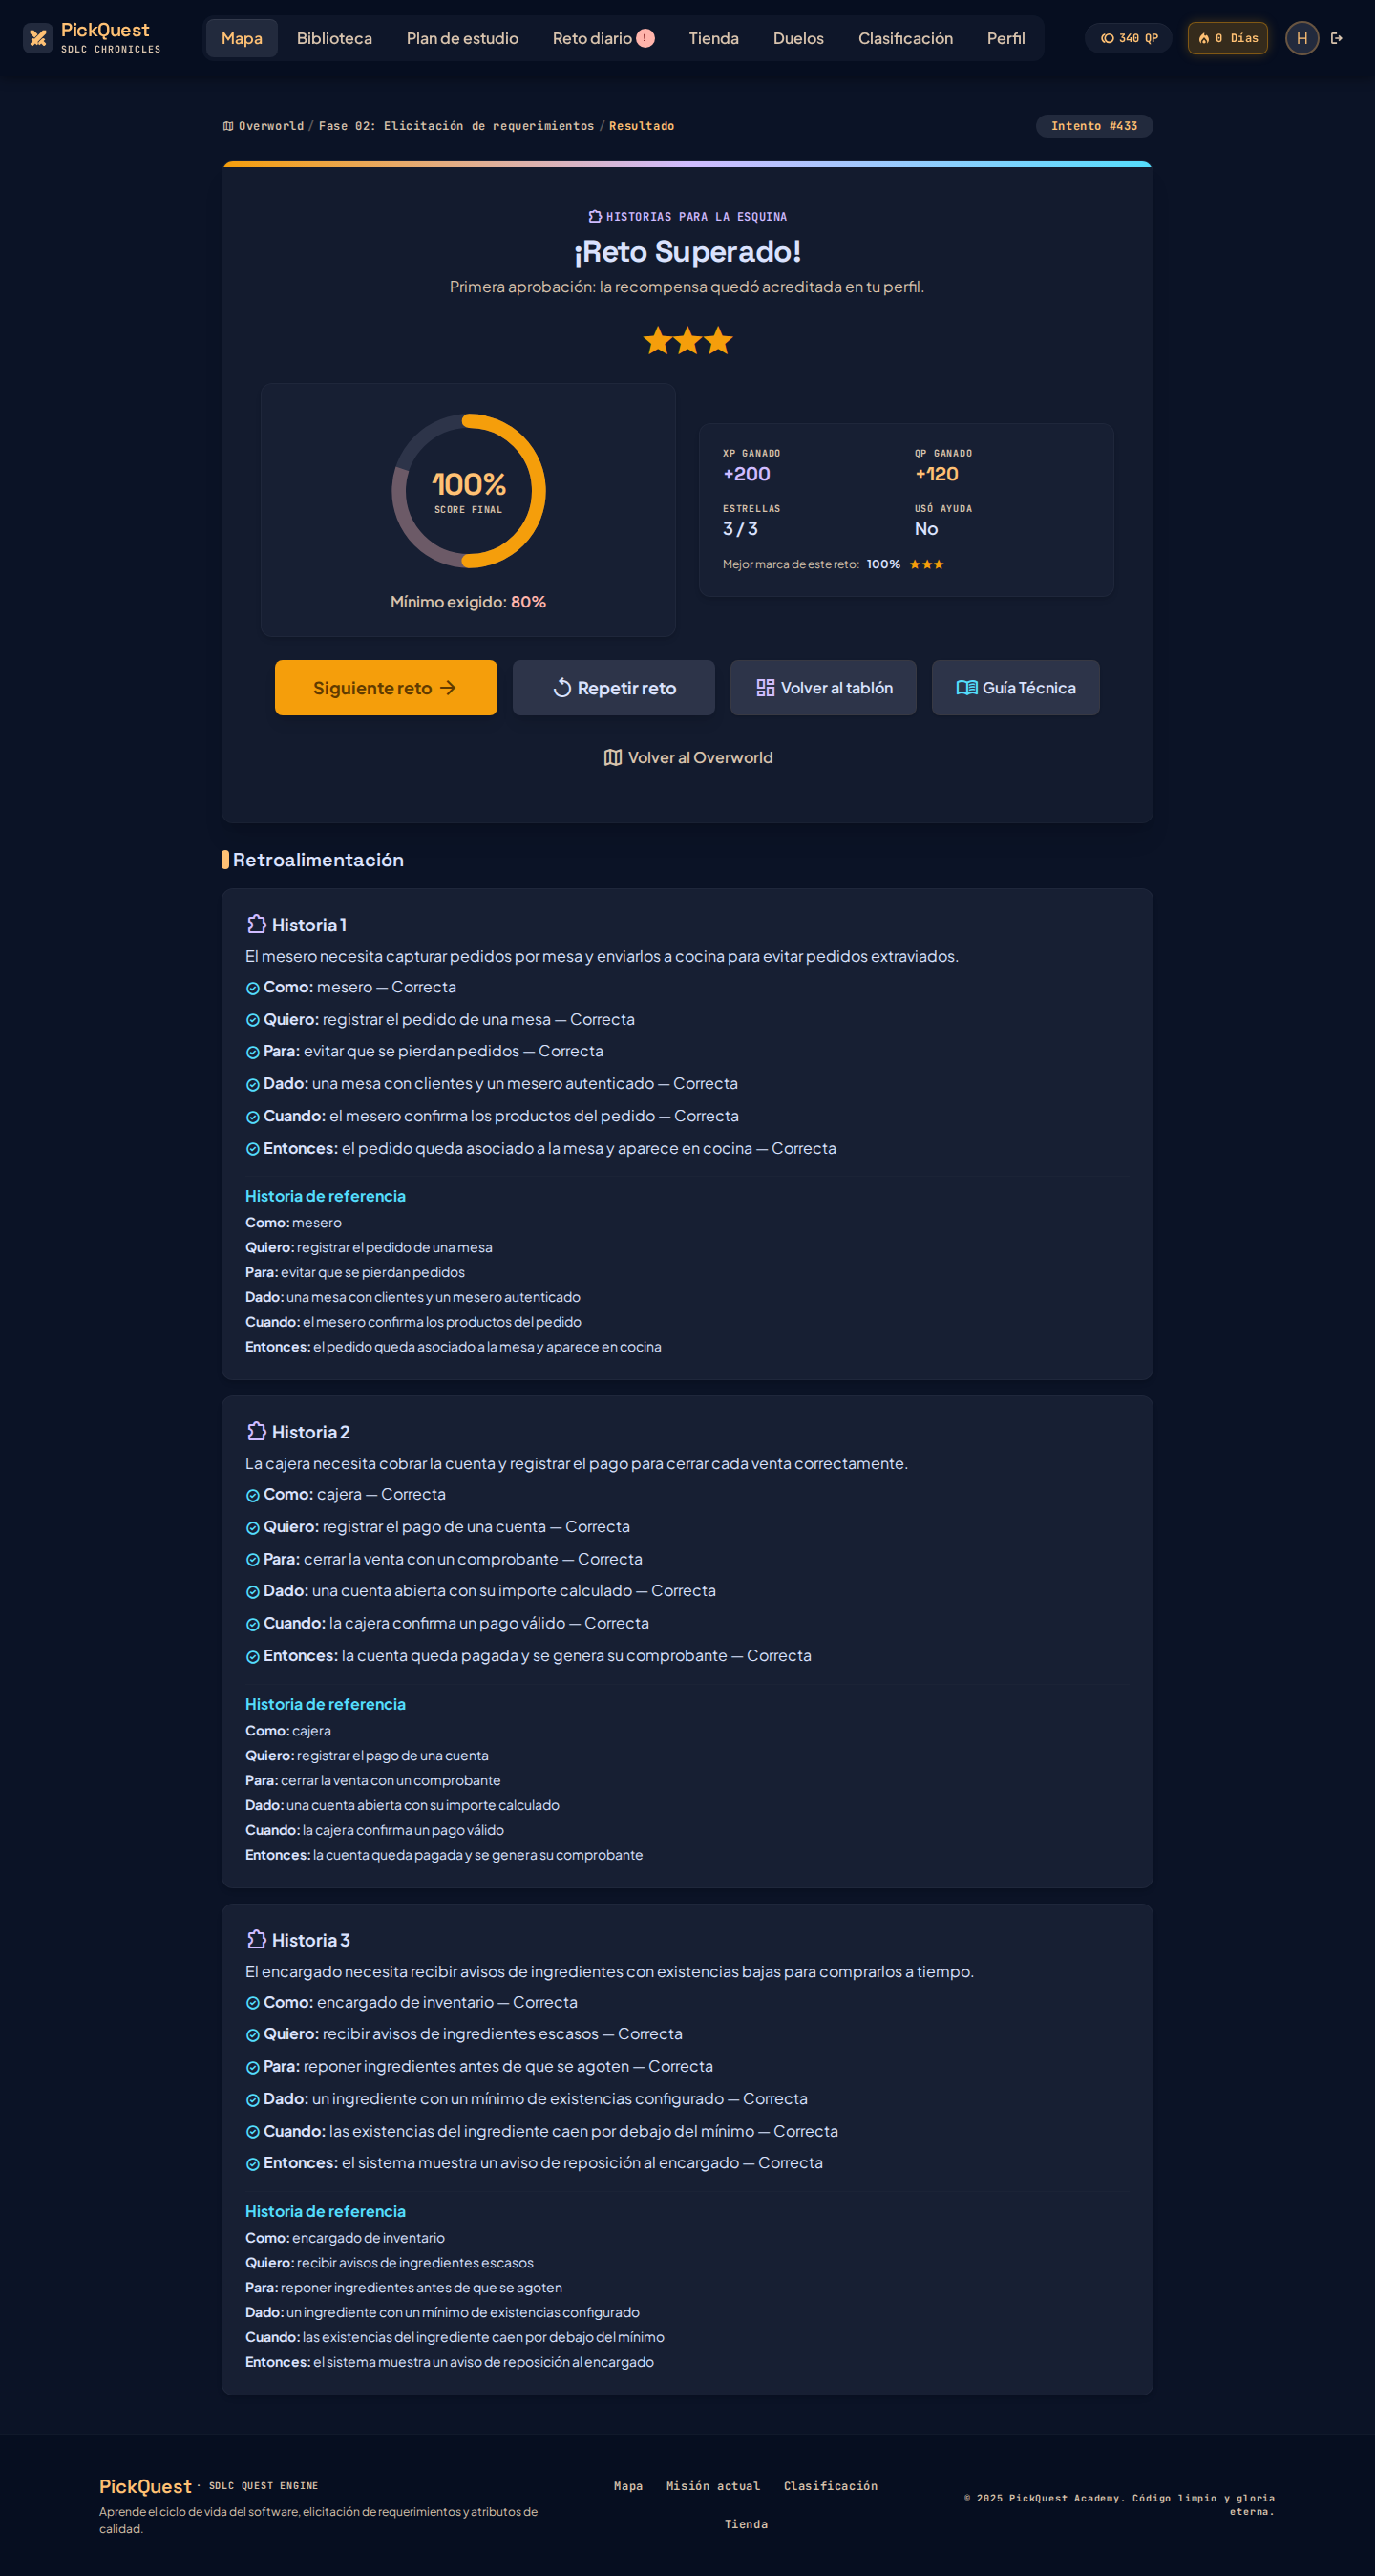 PickQuest
SDLC CHRONICLES
Mapa
Biblioteca
Plan de estudio
Reto diario !
Tienda
Duelos
Clasificación
Perfil
340 QP
0 Días
H
Overworld / Fase 02: Elicitación de requerimientos / Resultado
Intento #433
HISTORIAS PARA LA ESQUINA
¡Reto Superado!
Primera aprobación: la recompensa quedó acreditada en tu perfil.
100%
SCORE FINAL
Mínimo exigido: 80%
XP GANADO
+200
QP GANADO
+120
ESTRELLAS
3 / 3
USÓ AYUDA
No
Mejor marca de este reto: 100%
Siguiente reto
Repetir reto
Volver al tablón
Guía Técnica
Volver al Overworld
Retroalimentación
Historia 1
El mesero necesita capturar pedidos por mesa y enviarlos a cocina para evitar pedidos extraviados.
Como: mesero — Correcta
Quiero: registrar el pedido de una mesa — Correcta
Para: evitar que se pierdan pedidos — Correcta
Dado: una mesa con clientes y un mesero autenticado — Correcta
Cuando: el mesero confirma los productos del pedido — Correcta
Entonces: el pedido queda asociado a la mesa y aparece en cocina — Correcta
Historia de referencia
Como: mesero
Quiero: registrar el pedido de una mesa
Para: evitar que se pierdan pedidos
Dado: una mesa con clientes y un mesero autenticado
Cuando: el mesero confirma los productos del pedido
Entonces: el pedido queda asociado a la mesa y aparece en cocina
Historia 2
La cajera necesita cobrar la cuenta y registrar el pago para cerrar cada venta correctamente.
Como: cajera — Correcta
Quiero: registrar el pago de una cuenta — Correcta
Para: cerrar la venta con un comprobante — Correcta
Dado: una cuenta abierta con su importe calculado — Correcta
Cuando: la cajera confirma un pago válido — Correcta
Entonces: la cuenta queda pagada y se genera su comprobante — Correcta
Historia de referencia
Como: cajera
Quiero: registrar el pago de una cuenta
Para: cerrar la venta con un comprobante
Dado: una cuenta abierta con su importe calculado
Cuando: la cajera confirma un pago válido
Entonces: la cuenta queda pagada y se genera su comprobante
Historia 3
El encargado necesita recibir avisos de ingredientes con existencias bajas para comprarlos a tiempo.
Como: encargado de inventario — Correcta
Quiero: recibir avisos de ingredientes escasos — Correcta
Para: reponer ingredientes antes de que se agoten — Correcta
Dado: un ingrediente con un mínimo de existencias configurado — Correcta
Cuando: las existencias del ingrediente caen por debajo del mínimo — Correcta
Entonces: el sistema muestra un aviso de reposición al encargado — Correcta
Historia de referencia
Como: encargado de inventario
Quiero: recibir avisos de ingredientes escasos
Para: reponer ingredientes antes de que se agoten
Dado: un ingrediente con un mínimo de existencias configurado
Cuando: las existencias del ingrediente caen por debajo del mínimo
Entonces: el sistema muestra un aviso de reposición al encargado
PickQuest · SDLC QUEST ENGINE
Aprende el ciclo de vida del software, elicitación de requerimientos y atributos de
calidad.
Mapa
Misión actual
Clasificación
Tienda
© 2025 PickQuest Academy. Código limpio y gloria
eterna.